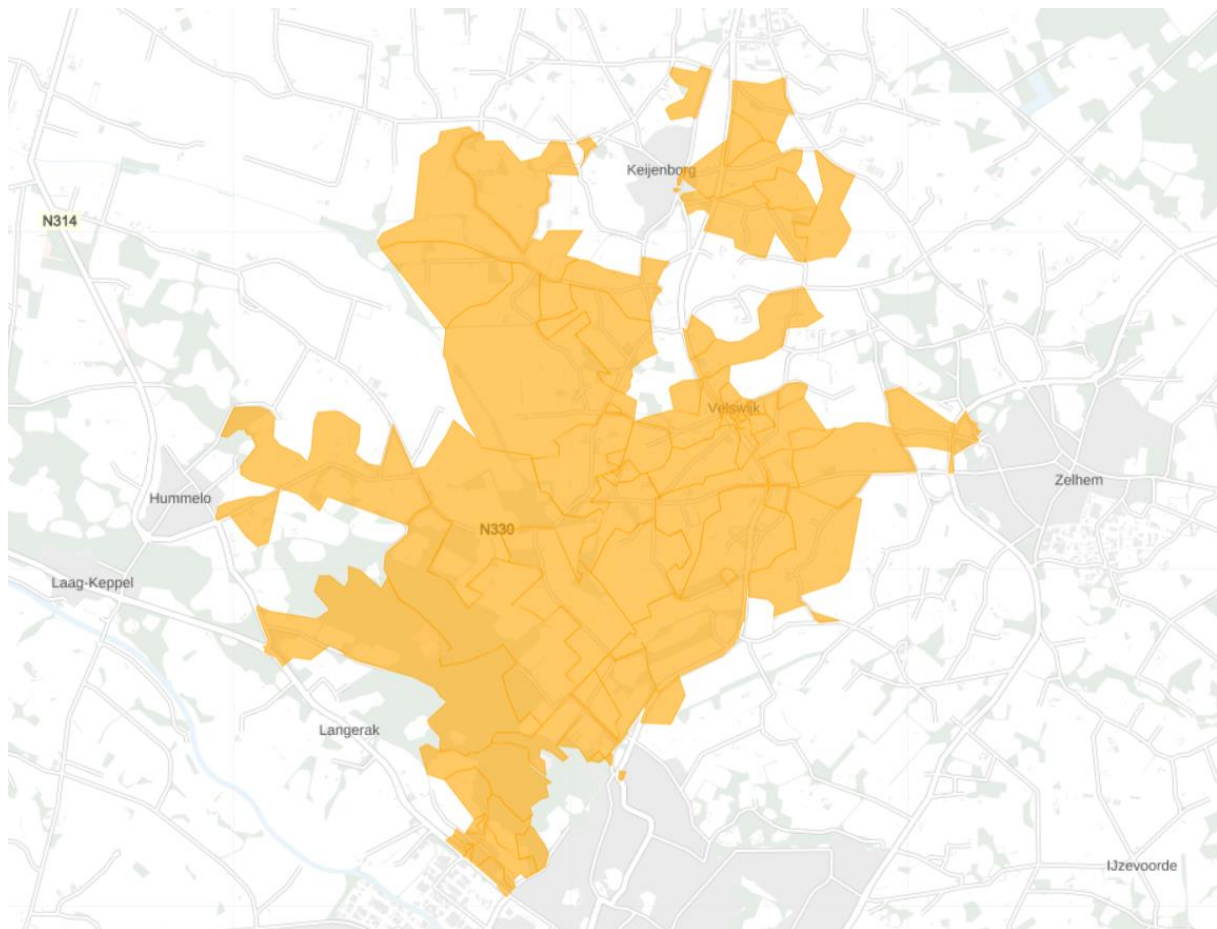 Keijenborg
N314
Velswijk
Zelhem
Hummelo
N330
Laag-Keppel
Langerak
IJzevoorde